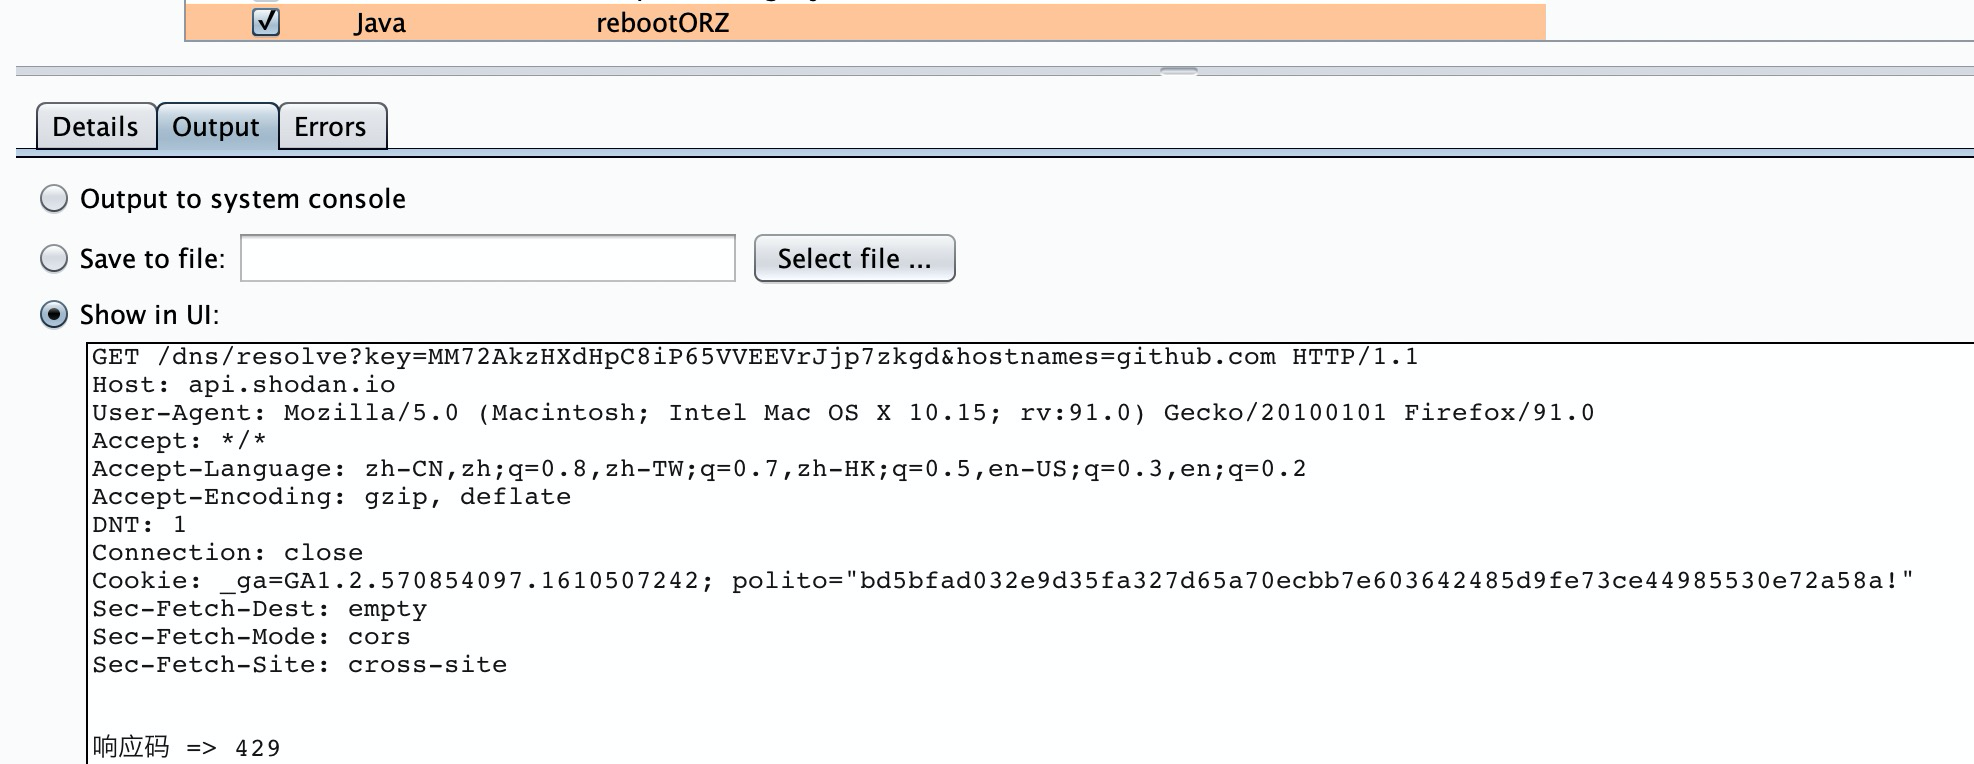 Java rebootORZ
Details Output Errors
Output to system console
Save to file: Select file ...
Show in UI:
GET /dns/resolve?key=MM72AkzHXdHpC8iP65VVEEVrJjp7zkgd&hostnames=github.com HTTP/1.1
Host: api.shodan.io
User-Agent: Mozilla/5.0 (Macintosh; Intel Mac OS X 10.15; rv:91.0) Gecko/20100101 Firefox/91.0
Accept: */*
Accept-Language: zh-CN,zh;q=0.8,zh-TW;q=0.7,zh-HK;q=0.5,en-US;q=0.3,en;q=0.2
Accept-Encoding: gzip, deflate
DNT: 1
Connection: close
Cookie: _ga=GA1.2.570854097.1610507242; polito="bd5bfad032e9d35fa327d65a70ecbb7e603642485d9fe73ce44985530e72a58a!"
Sec-Fetch-Dest: empty
Sec-Fetch-Mode: cors
Sec-Fetch-Site: cross-site
响应码 => 429